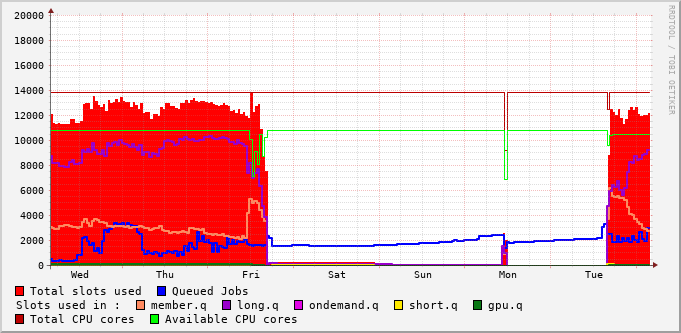 20000
18000
16000
14000
12000
10000
8000
6000
4000
2000
0
Wed Thu Fri Sat Sun Mon Tue
Total slots used Queued Jobs
Slots used in : member.q long.q ondemand.q short.q gpu.q
Total CPU cores Available CPU cores
RRDTOOL / TOBI OETIKER